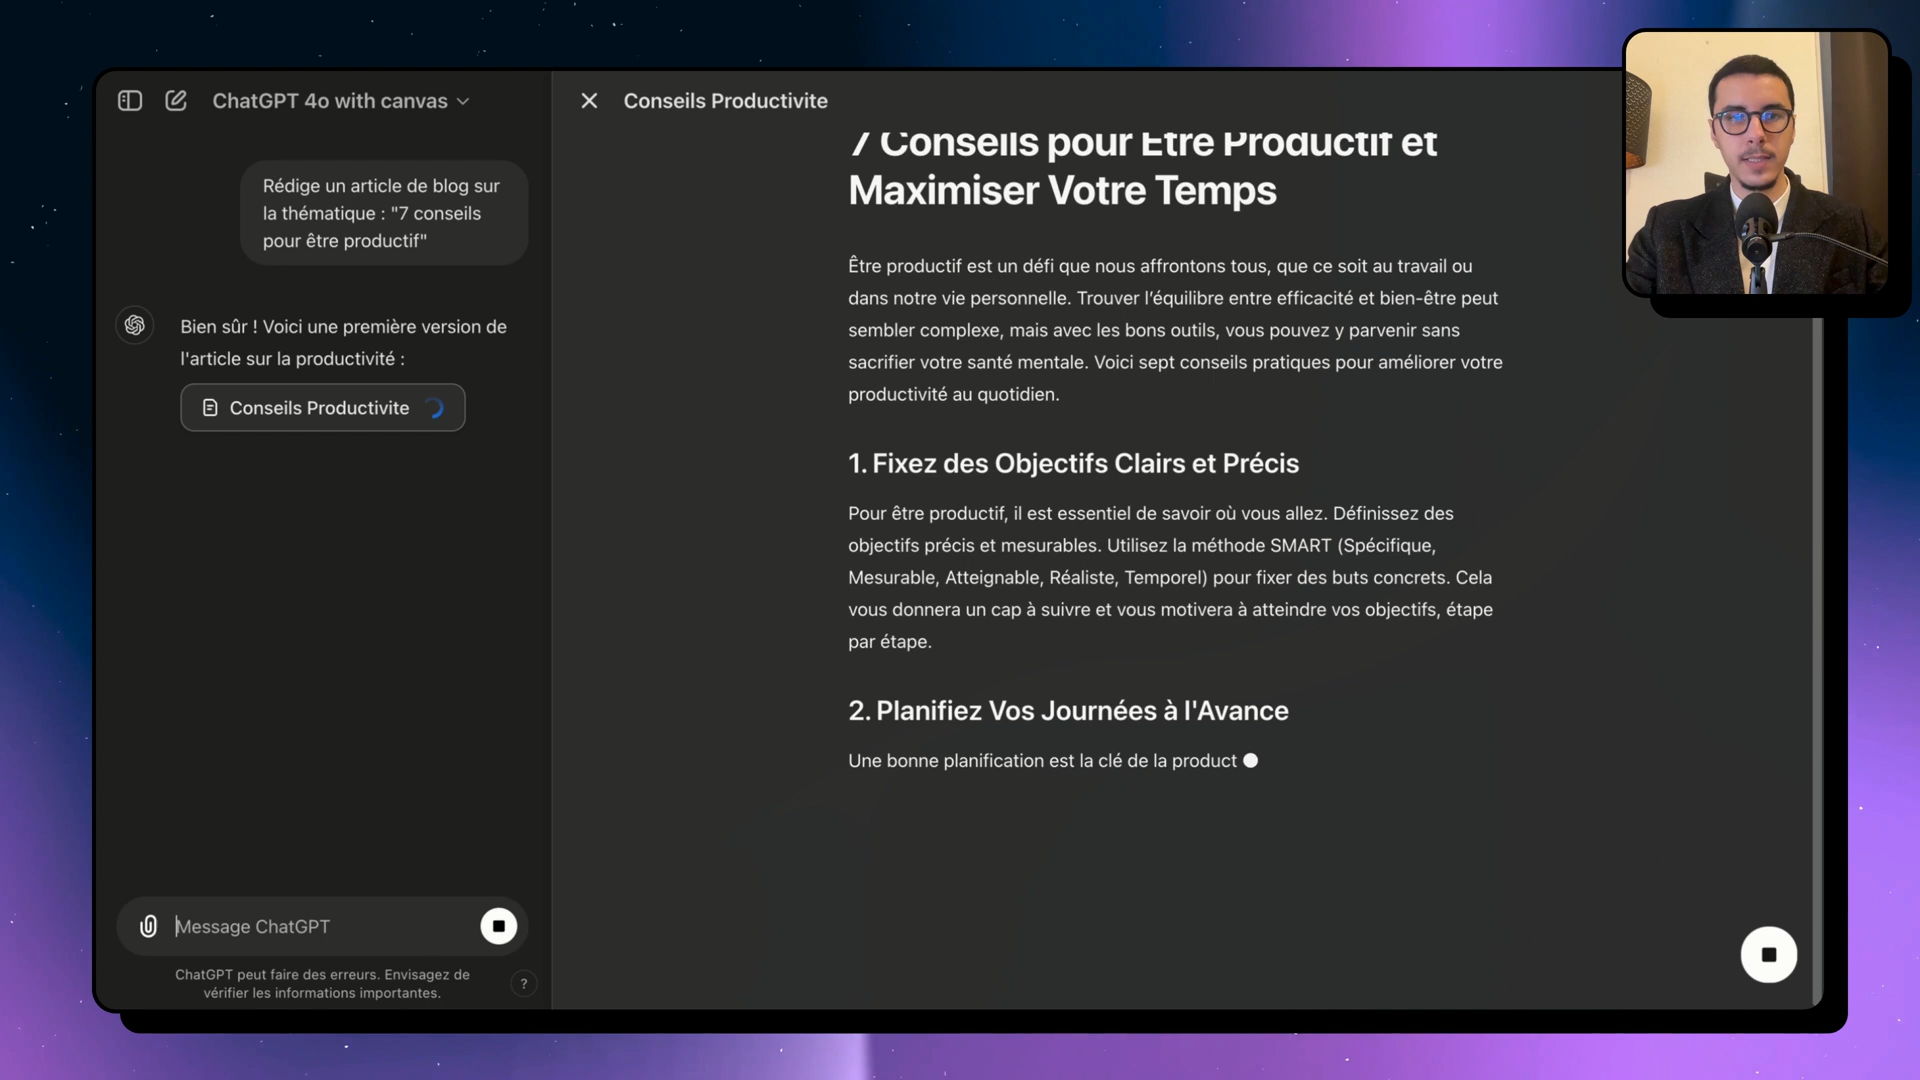 ChatGPT 4o with canvas
Rédige un article de blog sur
la thématique : "7 conseils
pour être productif"
Bien sûr ! Voici une première version de
l'article sur la productivité :
Conseils Productivite
Message ChatGPT
ChatGPT peut faire des erreurs. Envisagez de
vérifier les informations importantes.
?
Conseils Productivite
7 Conseils pour Être Productif et
Maximiser Votre Temps
Être productif est un défi que nous affrontons tous, que ce soit au travail ou
dans notre vie personnelle. Trouver l’équilibre entre efficacité et bien-être peut
sembler complexe, mais avec les bons outils, vous pouvez y parvenir sans
sacrifier votre santé mentale. Voici sept conseils pratiques pour améliorer votre
productivité au quotidien.
1. Fixez des Objectifs Clairs et Précis
Pour être productif, il est essentiel de savoir où vous allez. Définissez des
objectifs précis et mesurables. Utilisez la méthode SMART (Spécifique,
Mesurable, Atteignable, Réaliste, Temporel) pour fixer des buts concrets. Cela
vous donnera un cap à suivre et vous motivera à atteindre vos objectifs, étape
par étape.
2. Planifiez Vos Journées à l'Avance
Une bonne planification est la clé de la product